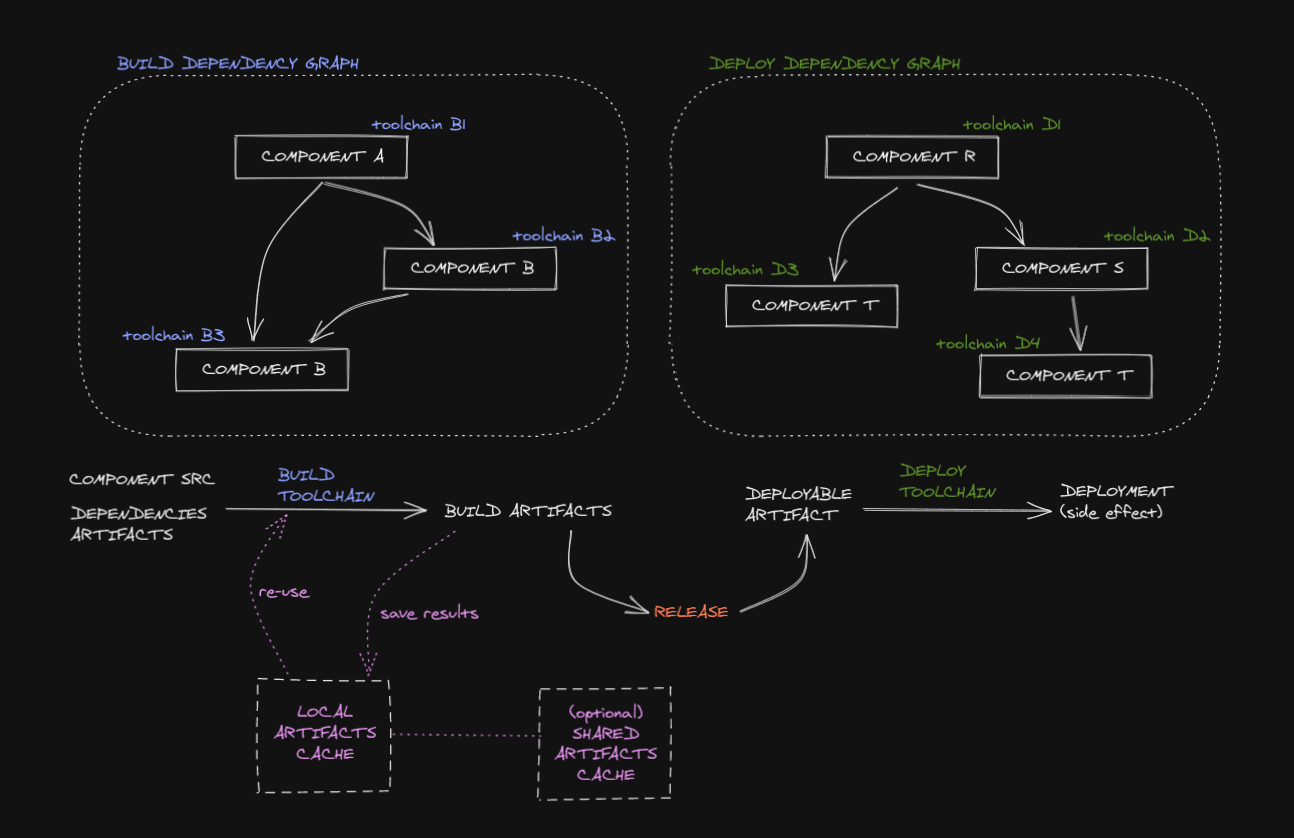 BUILD DEPENDENCY GRAPH
toolchain B1
COMPONENT A
toolchain B2
COMPONENT B
toolchain B3
COMPONENT B
DEPLOY DEPENDENCY GRAPH
toolchain D1
COMPONENT R
toolchain D2
COMPONENT S
toolchain D3
COMPONENT T
toolchain D4
COMPONENT T
COMPONENT SRC
DEPENDENCIES
ARTIFACTS
BUILD
TOOLCHAIN
BUILD ARTIFACTS
re-use
save results
LOCAL
ARTIFACTS
CACHE
(optional)
SHARED
ARTIFACTS
CACHE
RELEASE
DEPLOYABLE
ARTIFACT
DEPLOY
TOOLCHAIN
DEPLOYMENT
(side effect)